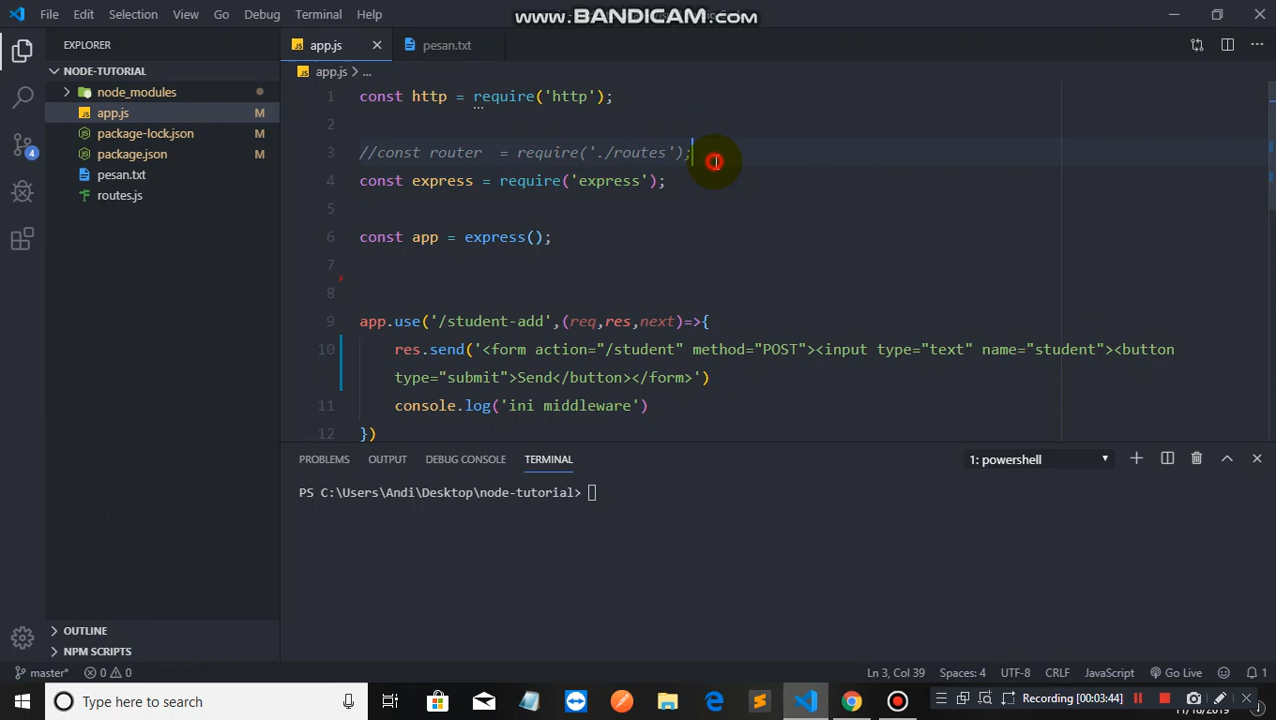 File Edit Selection View Go Debug Terminal Help
www.BANDICAM.com
EXPLORER
app.js
pesan.txt
NODE-TUTORIAL
node_modules
app.js M
package-lock.json M
package.json M
pesan.txt
routes.js
app.js > ...
1 const http = require('http');
2
3 //const router  = require('./routes');
4 const express = require('express');
5
6 const app = express();
7
8
9 app.use('/student-add',(req,res,next)=>{
10 res.send('<form action="/student" method="POST"><input type="text" name="student"><button
type="submit">Send</button></form>')
11 console.log('ini middleware')
12 })
4
PROBLEMS OUTPUT DEBUG CONSOLE TERMINAL
1: powershell
PS C:\Users\Andi\Desktop\node-tutorial>
OUTLINE
NPM SCRIPTS
master* 0 0
Ln 3, Col 39 Spaces: 4 UTF-8 CRLF JavaScript Go Live 1
Type here to search
Recording [00:03:44]